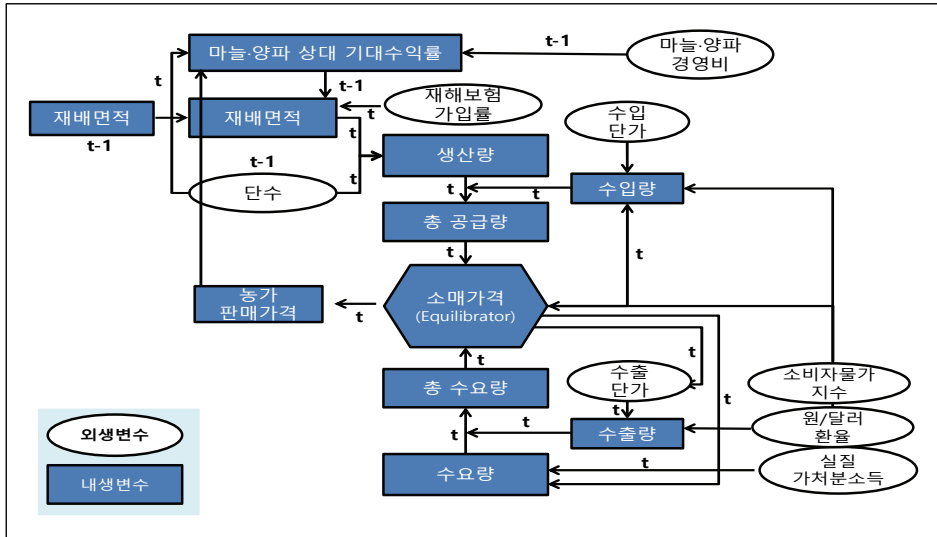 마늘·양파 상대 기대수익률
t-1
마늘·양파
경영비
t
t-1
재배면적
t-1
재배면적
t
재해보험
가입률
t
수입
단가
생산량
t-1
단수
t
t
t
수입량
총 공급량
t
t
농가
판매가격
t
소매가격
(Equilibrator)
t
t
총 수요량
수출
단가
t
t
소비자물가
지수
t
t
수출량
원/달러
환율
수요량
t
실질
가처분소득
외생변수
내생변수